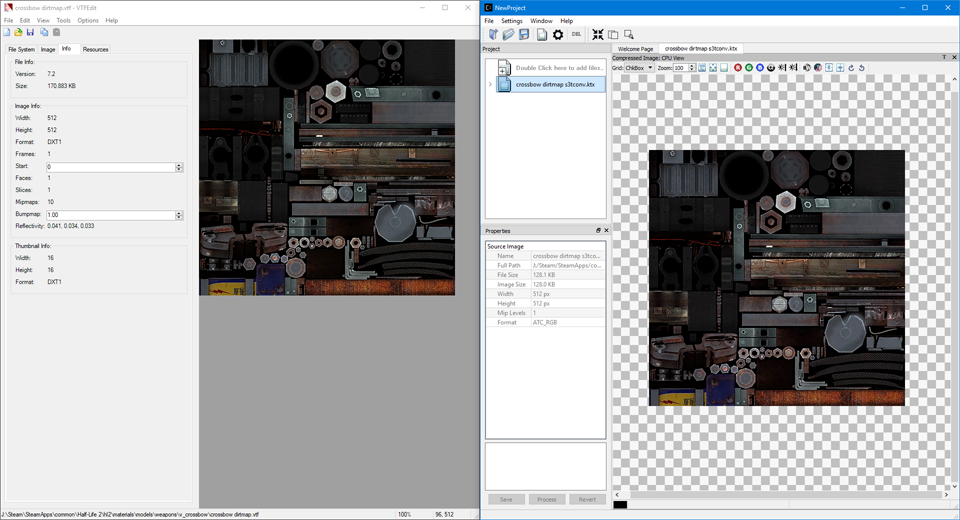 crossbow dirtmap.vtf - VTFEdit
File Edit View Tools Options Help
File System Image Info Resources
File Info:
Version: 7.2
Size: 170.883 KB
Image Info:
Width: 512
Height: 512
Format: DXT1
Frames: 1
Start: 0
Faces: 1
Slices: 1
Mipmaps: 10
Bumpmap: 1.00
Reflectivity: 0.041, 0.034, 0.033
Thumbnail Info:
Width: 16
Height: 16
Format: DXT1
J:\Steam\SteamApps\common\Half-Life 2\hl2\materials\models\weapons\v_crossbow\crossbow dirtmap.vtf 100% 96, 512
NewProject
File Settings Window Help
DEL
Project
Double Click here to add files...
crossbow dirtmap s3tconv.ktx
Properties
Source Image
Name crossbow dirtmap s3tco...
Full Path J:/Steam/SteamApps/co...
File Size 128.1 KB
Image Size 128.0 KB
Width 512 px
Height 512 px
Mip Levels 1
Format ATC_RGB
Save Process Revert
Welcome Page crossbow dirtmap s3tconv.ktx
Compressed Image: CPU View
Grid: ChkBox Zoom: 100